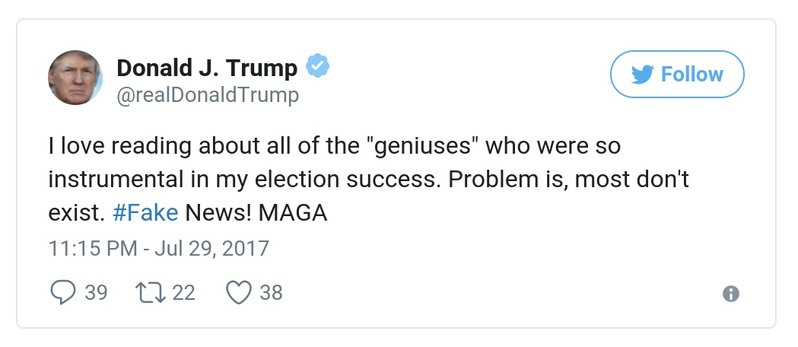 Donald J. Trump
@realDonaldTrump
Follow
I love reading about all of the "geniuses" who were so
instrumental in my election success. Problem is, most don't
exist. #Fake News! MAGA
11:15 PM - Jul 29, 2017
39 22 38